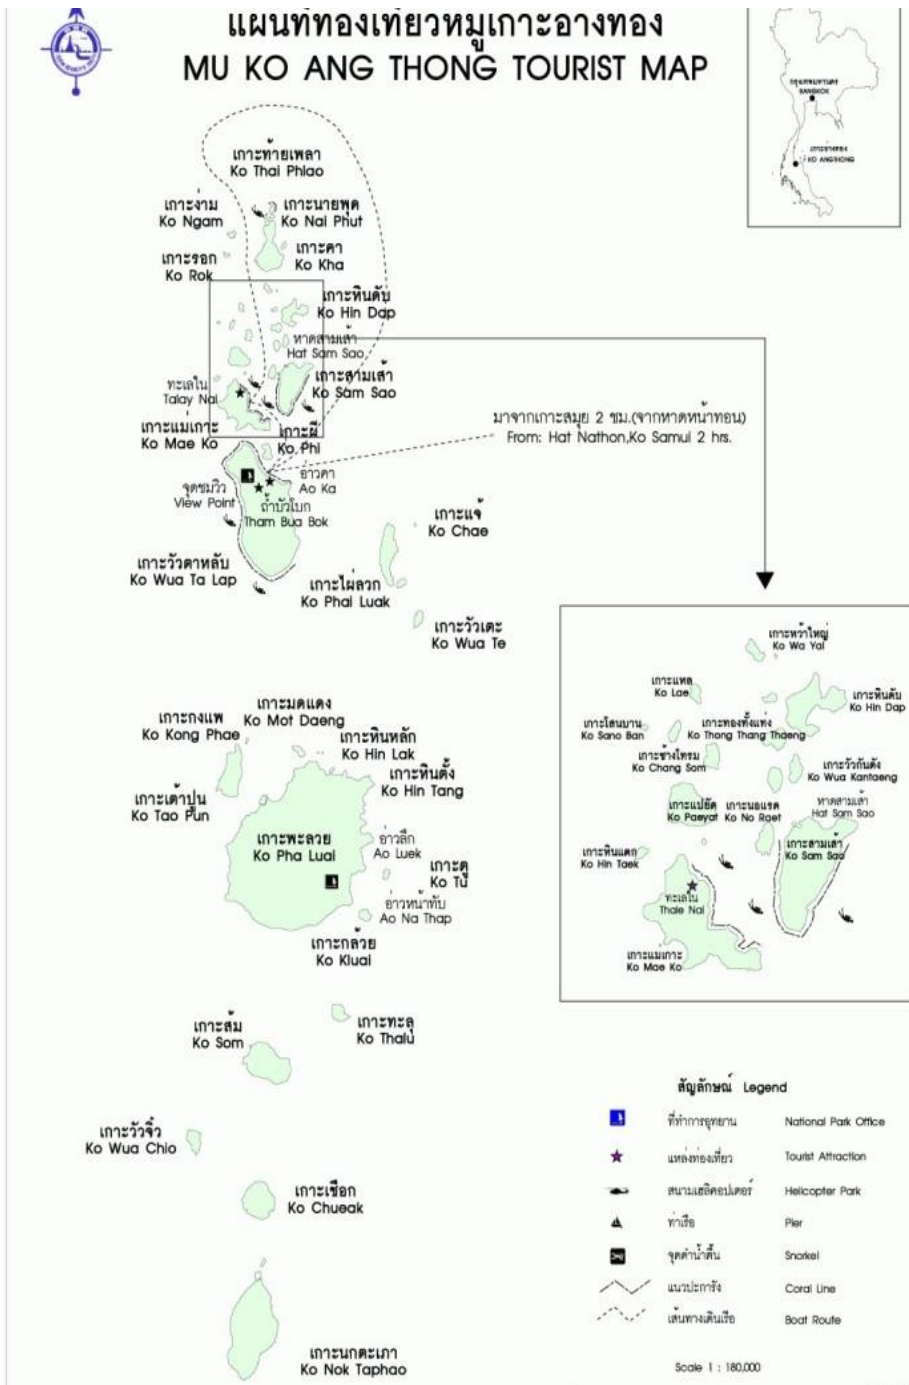 แผนที่ท่องเที่ยวหมู่เกาะอ่างทอง
MU KO ANG THONG TOURIST MAP
กรุงเทพมหานคร
BANGKOK
เกาะอ่างทอง
KO ANGTHONG
เกาะท้ายเพลา
Ko Thai Phlao
เกาะง่าม
Ko Ngam
เกาะนายพุด
Ko Nai Phut
เกาะคา
Ko Kha
เกาะรอก
Ko Rok
เกาะหินดับ
Ko Hin Dap
หาดสามเส้า
Hat Sam Sao
ทะเลใน
Talay Nai
เกาะสามเส้า
Ko Sam Sao
เกาะแม่เกาะ
Ko Mae Ko
เกาะผี
Ko Phi
มาจากเกาะสมุย 2 ชม.(จากหาดหน้าทอน)
From: Hat Nathon,Ko Samui 2 hrs.
อ่าวคา
Ao Ka
จุดชมวิว
View Point
ถ้ำบัวโบก
Tham Bua Bok
เกาะแจ้
Ko Chae
เกาะวัวตาหลับ
Ko Wua Ta Lap
เกาะไผ่ลวก
Ko Phai Luak
เกาะวัวเตะ
Ko Wua Te
เกาะมดแดง
Ko Mot Daeng
เกาะกงแพ
Ko Kong Phae
เกาะหินหลัก
Ko Hin Lak
เกาะหินตั้ง
Ko Hin Tang
เกาะเต้าปูน
Ko Tao Pun
เกาะพะลวย
Ko Pha Luai
อ่าวลึก
Ao Luek
เกาะตู
Ko Tu
อ่าวหน้าทับ
Ao Na Thap
เกาะกล้วย
Ko Kluai
เกาะส้ม
Ko Som
เกาะทะลุ
Ko Thalu
เกาะวัวจิ๋ว
Ko Wua Chio
เกาะเชือก
Ko Chueak
เกาะนกตะเภา
Ko Nok Taphao
เกาะหว้าใหญ่
Ko Wa Yai
เกาะแหล
Ko Lae
เกาะหินดับ
Ko Hin Dap
เกาะโสนบาน
Ko Sano Ban
เกาะทองทั้งแท่ง
Ko Thong Thang Thaeng
เกาะช้างโทรม
Ko Chang Som
เกาะวัวกันตัง
Ko Wua Kantaeng
เกาะแปยัด
Ko Paeyat
เกาะนอแรด
Ko No Raet
หาดสามเส้า
Hat Sam Sao
เกาะหินแตก
Ko Hin Taek
เกาะสามเส้า
Ko Sam Sao
ทะเลใน
Thale Nai
เกาะแม่เกาะ
Ko Mae Ko
สัญลักษณ์ Legend
ที่ทำการอุทยาน National Park Office
แหล่งท่องเที่ยว Tourist Attraction
สนามเฮลิคอปเตอร์ Helicopter Park
ท่าเรือ Pier
จุดดำน้ำตื้น Snorkel
แนวปะการัง Coral Line
เส้นทางเดินเรือ Boat Route
Scale 1 : 180,000